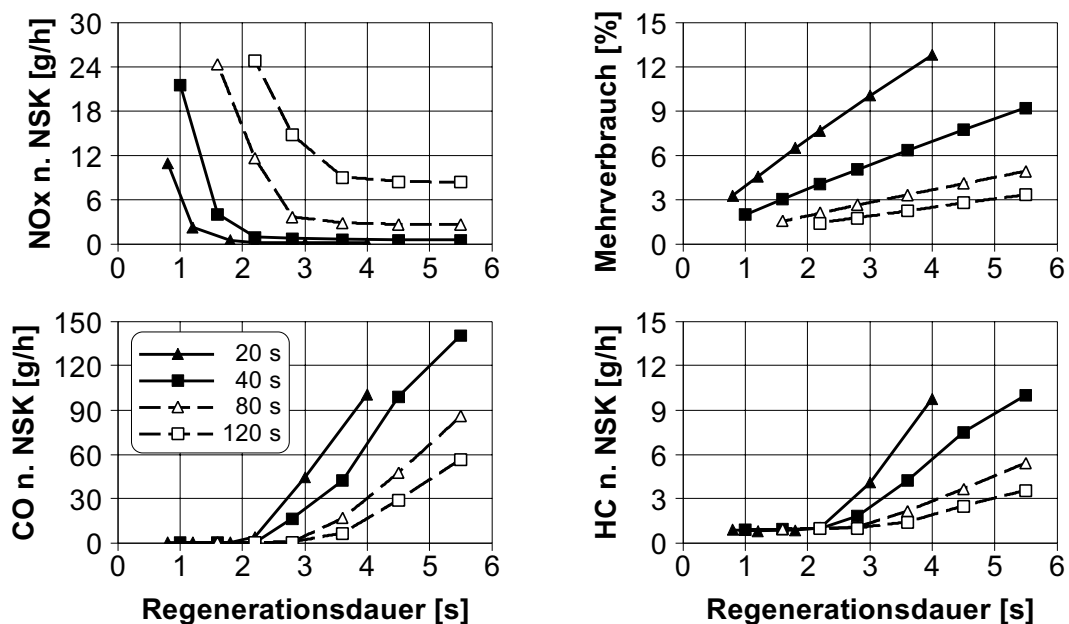 NOx n. NSK [g/h]
30
24
18
12
6
0
0 1 2 3 4 5 6
Mehrverbrauch [%]
15
12
9
6
3
0
0 1 2 3 4 5 6
CO n. NSK [g/h]
150
120
90
60
30
0
20 s
40 s
80 s
120 s
0 1 2 3 4 5 6
Regenerationsdauer [s]
HC n. NSK [g/h]
15
12
9
6
3
0
0 1 2 3 4 5 6
Regenerationsdauer [s]